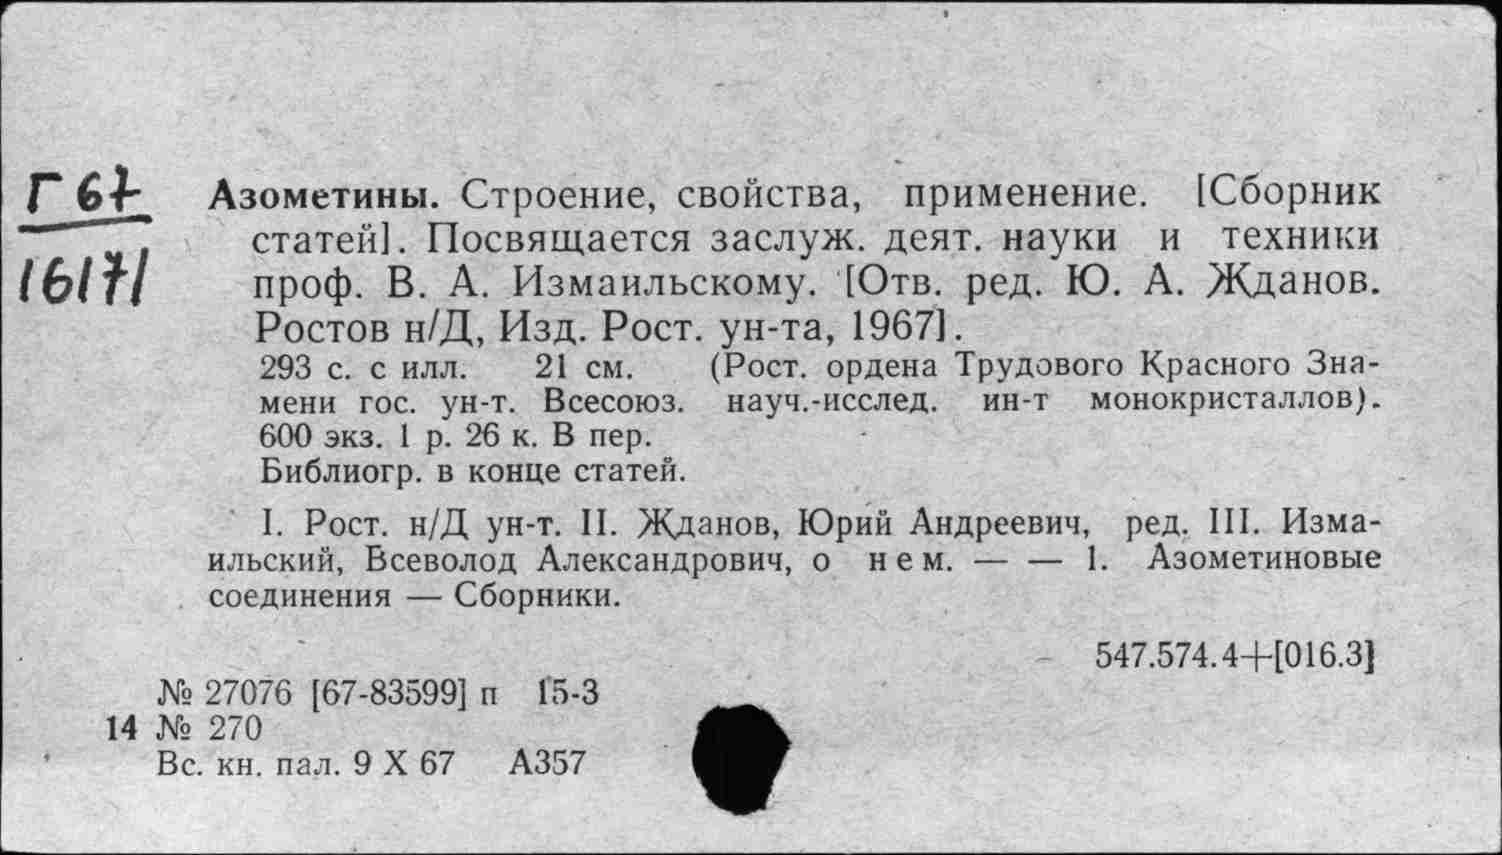 Г 67
16171
Азометины. Строение, свойства, применение. [Сборник
статей]. Посвящается заслуж. деят. науки и техники
проф. В. А. Измаильскому. [Отв. ред. Ю. А. Жданов.
Ростов н/Д, Изд. Рост. ун-та, 1967].
293 с. с илл. 21 см. (Рост. ордена Трудового Красного Зна-
мени гос. ун-т. Всесоюз. науч.-исслед. ин-т монокристаллов).
600 экз. 1 р. 26 к. В пер.
Библиогр. в конце статей.
I. Рост. н/Д ун-т. II. Жданов, Юрий Андреевич, ред. III. Изма-
ильский, Всеволод Александрович, о нем. — — 1. Азометиновые
соединения — Сборники.
547.574.4+[016.3]
№ 27076 [67-83599] п 15-3
14 № 270
Вс. кн. пал. 9 X 67 А357